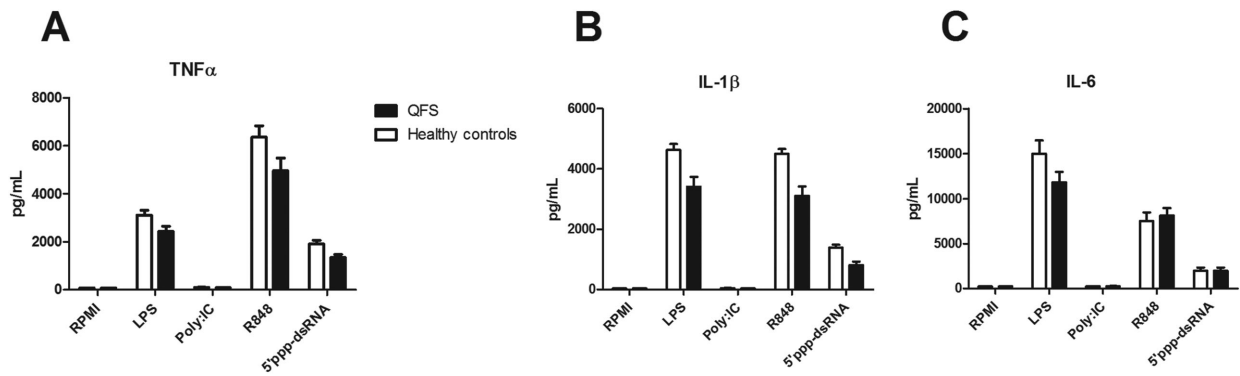 A
TNFα
pg/mL
8000
6000
4000
2000
0
RPMI
LPS
Poly:IC
R848
5'ppp-dsRNA
QFS
Healthy controls
B
IL-1β
pg/mL
6000
4000
2000
0
RPMI
LPS
Poly:IC
R848
5'ppp-dsRNA
C
IL-6
pg/mL
20000
15000
10000
5000
0
RPMI
LPS
Poly:IC
R848
5'ppp-dsRNA